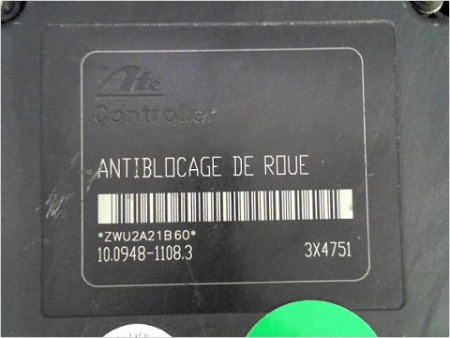 Ate
Controller
ANTIBLOCAGE DE ROUE
*ZWU2A21B60*
10.0948-1108.3 3X4751